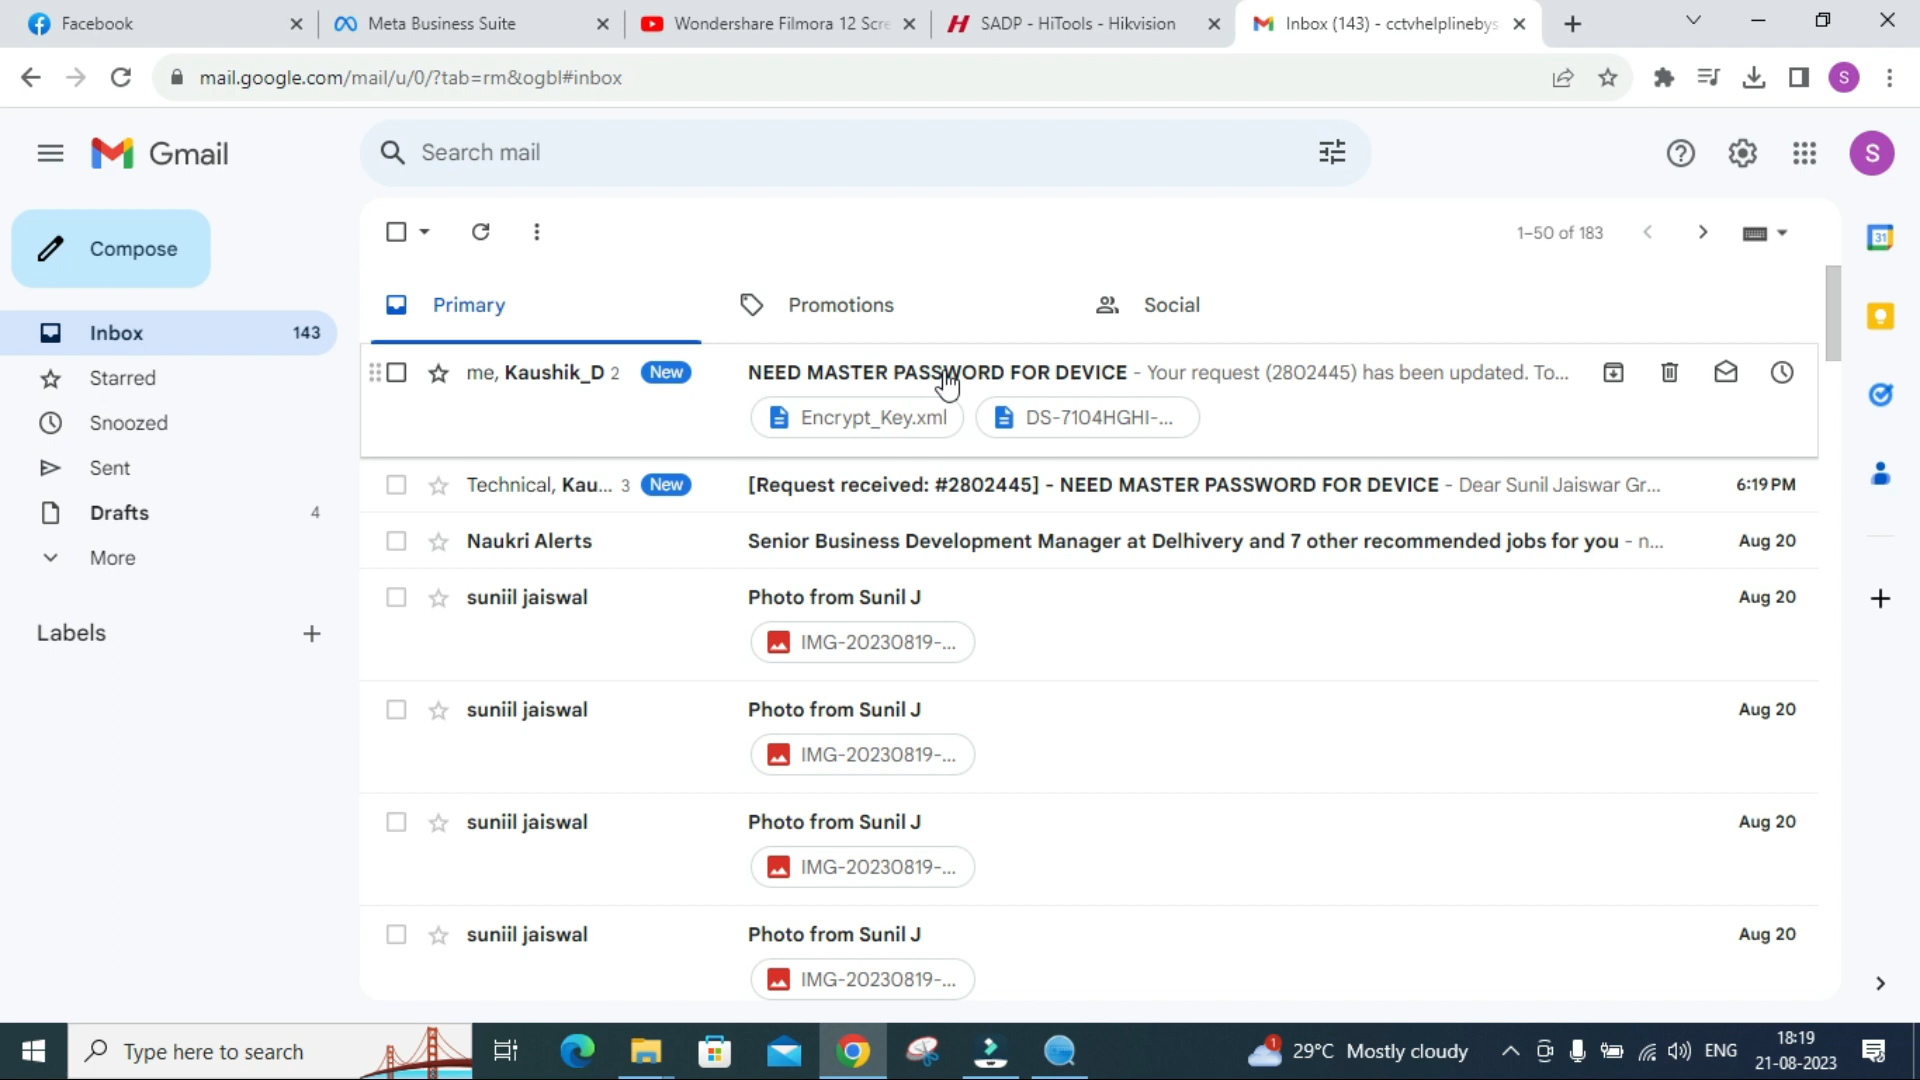 Facebook
Meta Business Suite
Wondershare Filmora 12 Scre
SADP - HiTools - Hikvision
Inbox (143) - cctvhelplinebys
mail.google.com/mail/u/0/?tab=rm&ogbl#inbox
S
Gmail
Search mail
S
Compose
1–50 of 183
Primary
Promotions
Social
Inbox 143
Starred
Snoozed
Sent
Drafts 4
More
Labels
me, Kaushik_D 2 New NEED MASTER PASSWORD FOR DEVICE - Your request (2802445) has been updated. To...
Encrypt_Key.xml DS-7104HGHI-...
Technical, Kau... 3 New [Request received: #2802445] - NEED MASTER PASSWORD FOR DEVICE - Dear Sunil Jaiswar Gr... 6:19 PM
Naukri Alerts Senior Business Development Manager at Delhivery and 7 other recommended jobs for you - n... Aug 20
suniil jaiswal Photo from Sunil J Aug 20
IMG-20230819-...
suniil jaiswal Photo from Sunil J Aug 20
IMG-20230819-...
suniil jaiswal Photo from Sunil J Aug 20
IMG-20230819-...
suniil jaiswal Photo from Sunil J Aug 20
IMG-20230819-...
31
Type here to search
1
29°C Mostly cloudy
ENG
18:19
21-08-2023